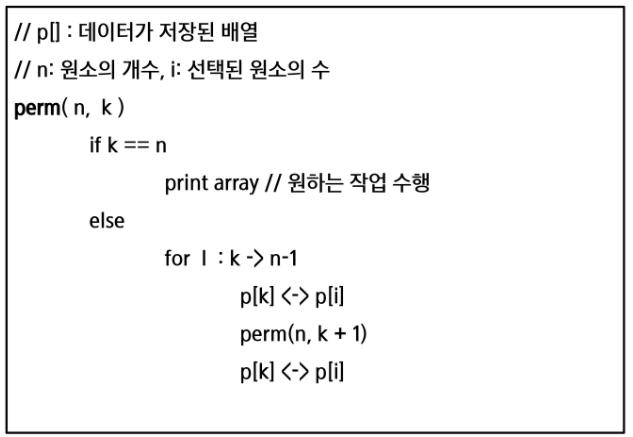 // p[] : 데이터가 저장된 배열
// n: 원소의 개수, i: 선택된 원소의 수
perm( n, k )
if k == n
print array // 원하는 작업 수행
else
for I : k -> n-1
p[k] <-> p[i]
perm(n, k + 1)
p[k] <-> p[i]